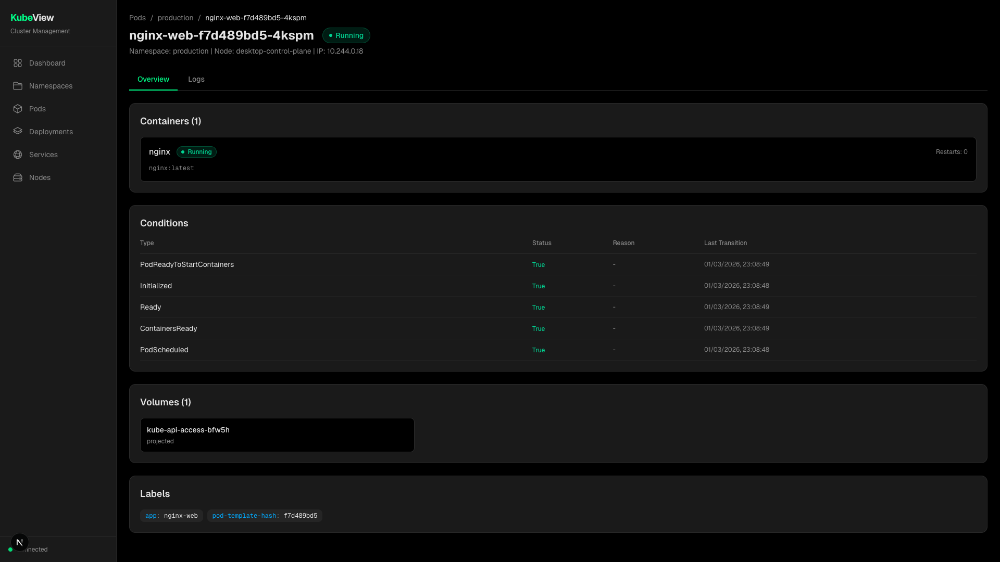 KubeView
Cluster Management
Dashboard
Namespaces
Pods
Deployments
Services
Nodes
N
nnected
Pods / production / nginx-web-f7d489bd5-4kspm
nginx-web-f7d489bd5-4kspm Running
Namespace: production | Node: desktop-control-plane | IP: 10.244.0.18
Overview Logs
Containers (1)
nginx Running Restarts: 0
nginx:latest
Conditions
Type Status Reason Last Transition
PodReadyToStartContainers True - 01/03/2026, 23:08:49
Initialized True - 01/03/2026, 23:08:48
Ready True - 01/03/2026, 23:08:49
ContainersReady True - 01/03/2026, 23:08:49
PodScheduled True - 01/03/2026, 23:08:48
Volumes (1)
kube-api-access-bfw5h
projected
Labels
app: nginx-web pod-template-hash: f7d489bd5